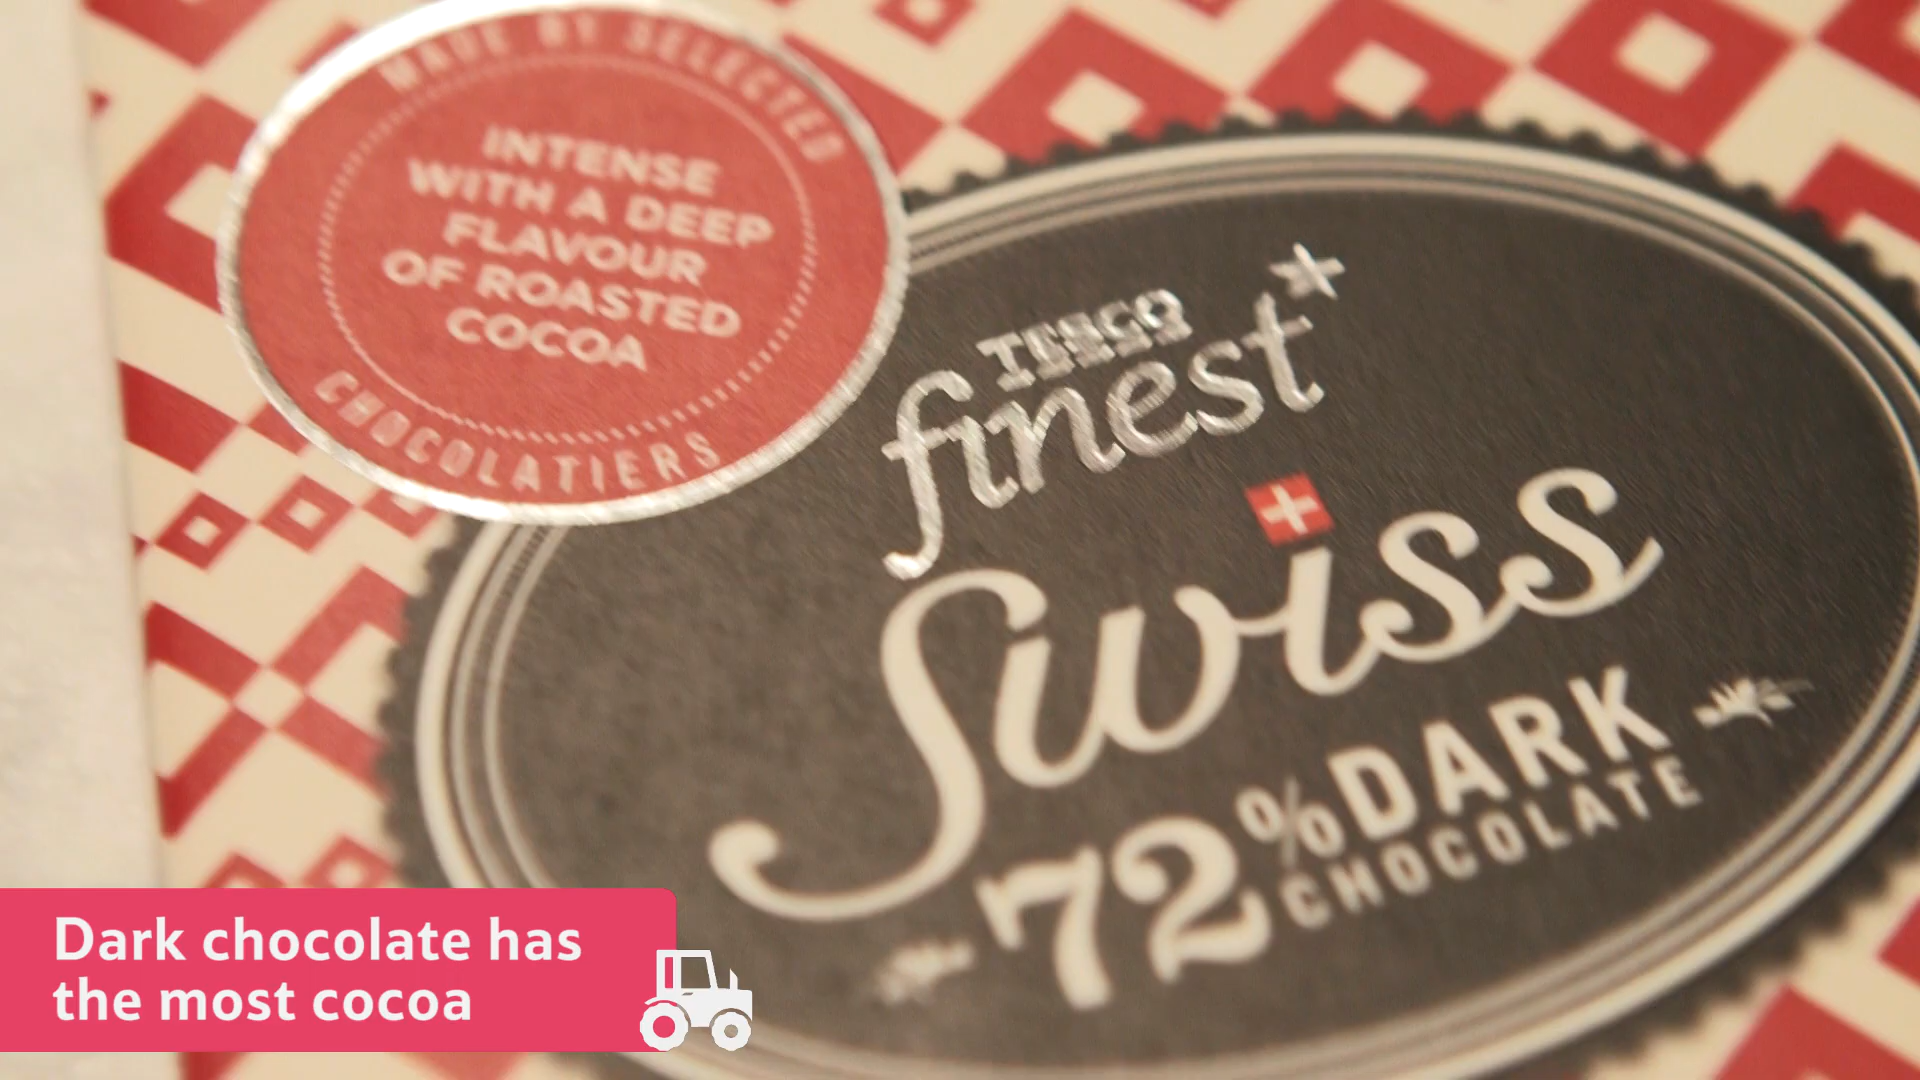 MADE BY SELECTED
INTENSE
WITH A DEEP
FLAVOUR
OF ROASTED
COCOA
CHOCOLATIERS
TESCO
finest*
Swiss
72% DARK
CHOCOLATE
Dark chocolate has
the most cocoa